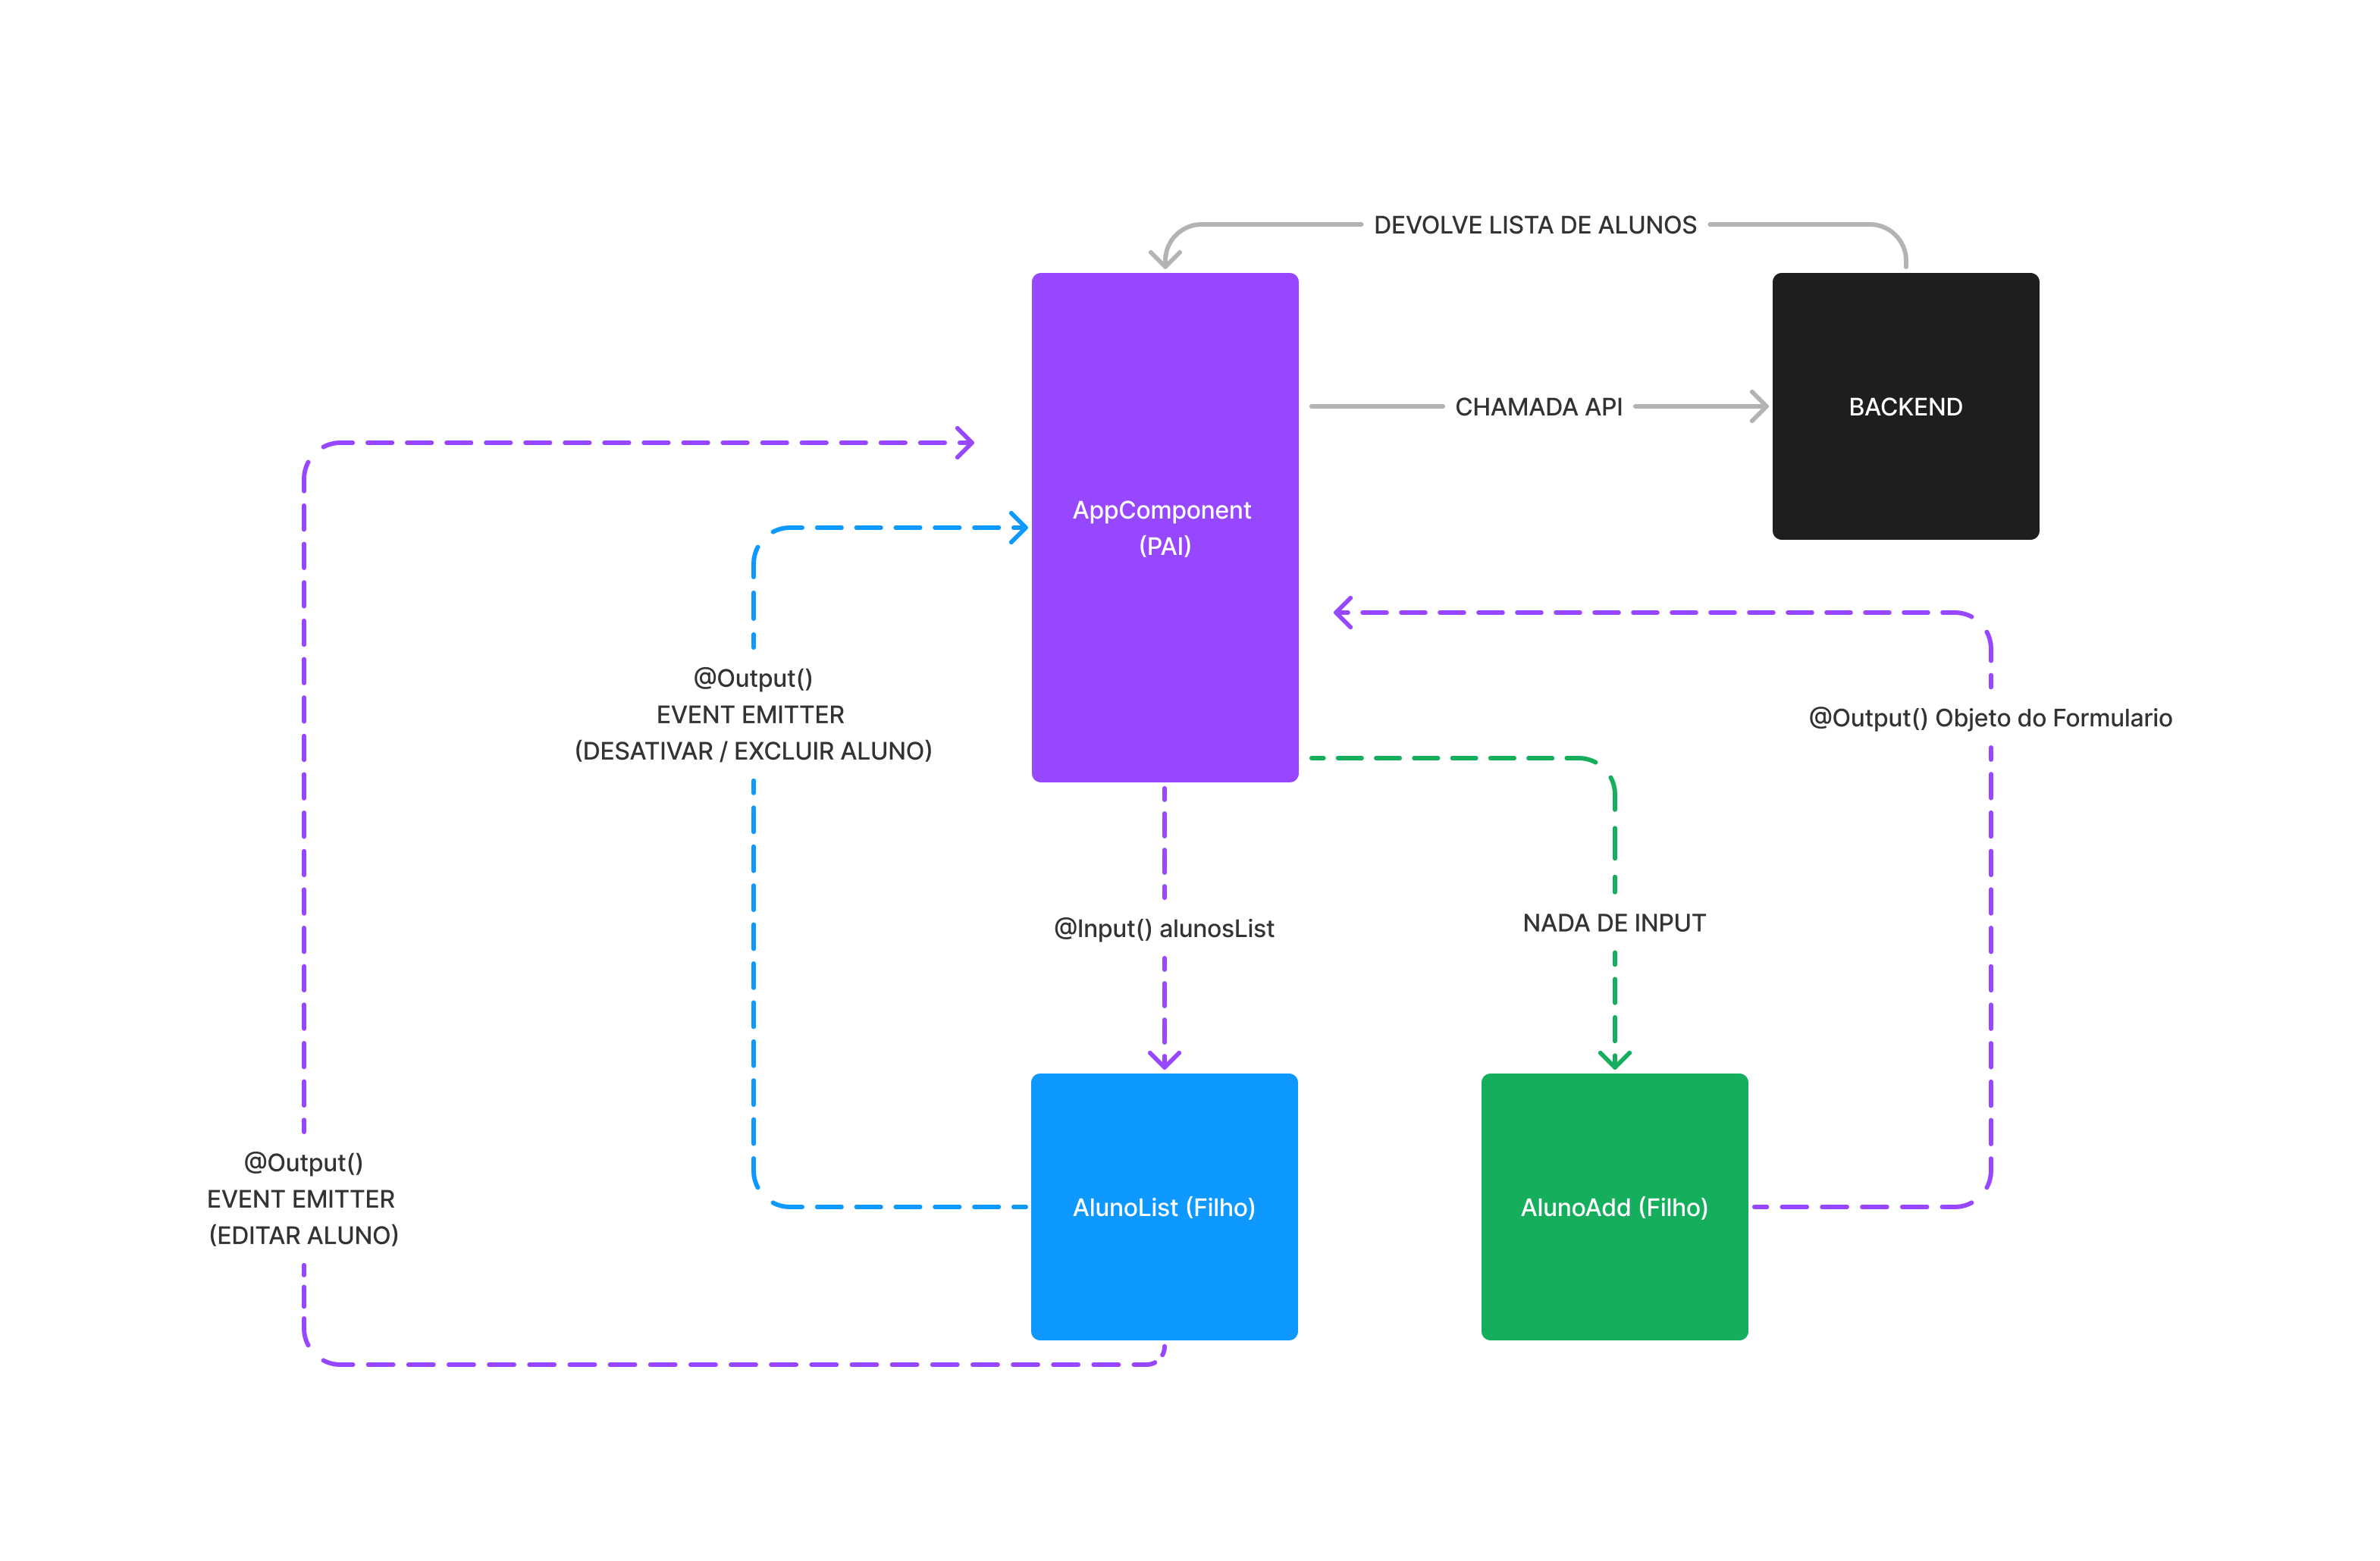 DEVOLVE LISTA DE ALUNOS
CHAMADA API
BACKEND
AppComponent
(PAI)
@Output()
EVENT EMITTER
(DESATIVAR / EXCLUIR ALUNO)
@Output() Objeto do Formulario
@Input() alunosList
NADA DE INPUT
@Output()
EVENT EMITTER
(EDITAR ALUNO)
AlunoList (Filho)
AlunoAdd (Filho)